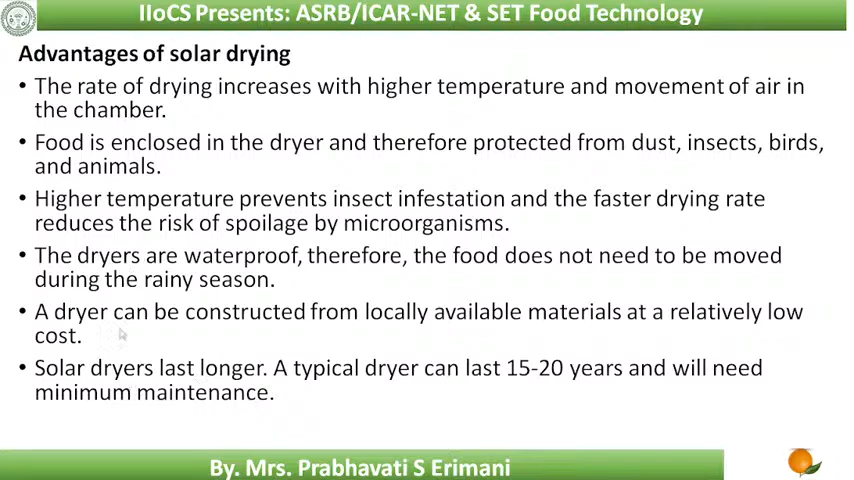 IIoCS Presents: ASRB/ICAR-NET & SET Food Technology
Advantages of solar drying
• The rate of drying increases with higher temperature and movement of air in
the chamber.
• Food is enclosed in the dryer and therefore protected from dust, insects, birds,
and animals.
• Higher temperature prevents insect infestation and the faster drying rate
reduces the risk of spoilage by microorganisms.
• The dryers are waterproof, therefore, the food does not need to be moved
during the rainy season.
• A dryer can be constructed from locally available materials at a relatively low
cost.
• Solar dryers last longer. A typical dryer can last 15-20 years and will need
minimum maintenance.
By. Mrs. Prabhavati S Erimani